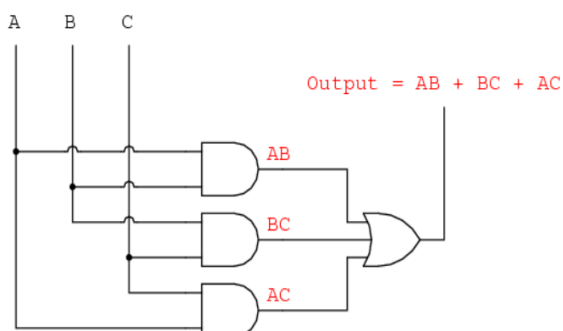 A B C
Output = AB + BC + AC
AB
BC
AC